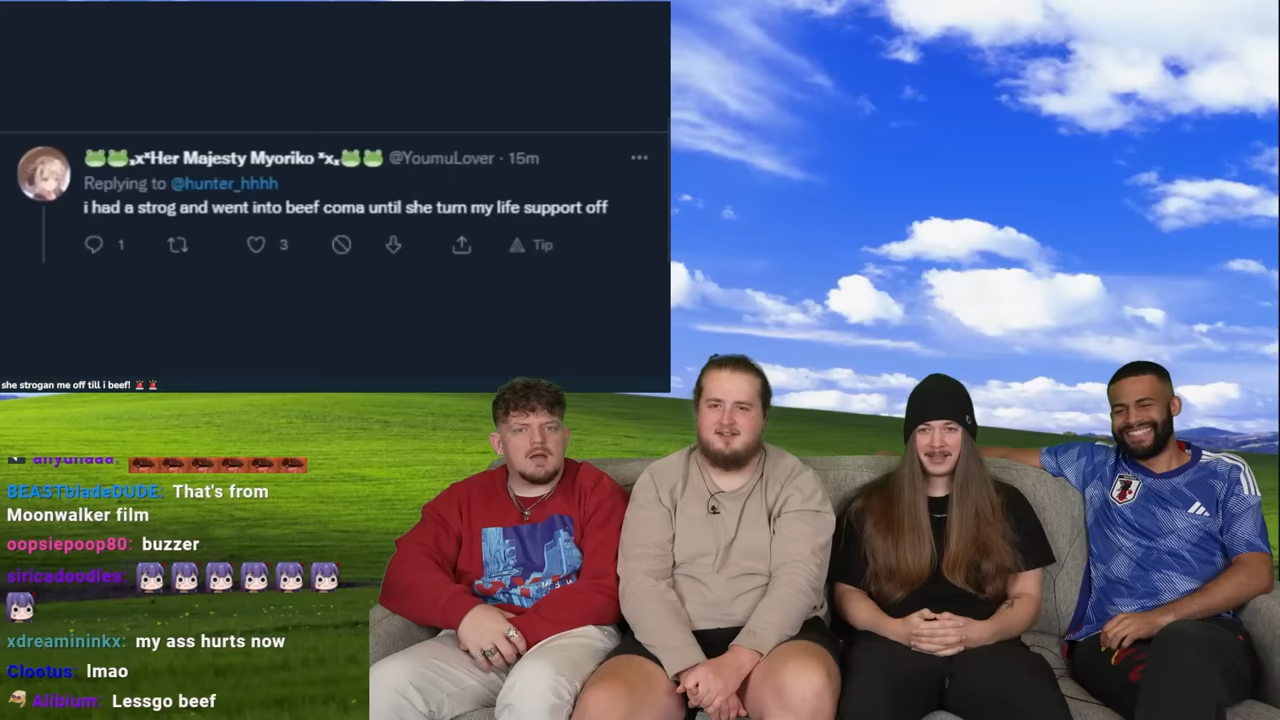 🐸🐸ₓx*Her Majesty Myoriko *xₓ🐸🐸 @YoumuLover · 15m
Replying to @hunter_hhhh
i had a strog and went into beef coma until she turn my life support off
1 3 Tip
she strogan me off till i beef! 🚨 🚨
BEASTbladeDUDE: That's from
Moonwalker film
oopsiepoop80: buzzer
siricadoodles:
xdreamininkx: my ass hurts now
Clootus: lmao
Alibium: Lessgo beef